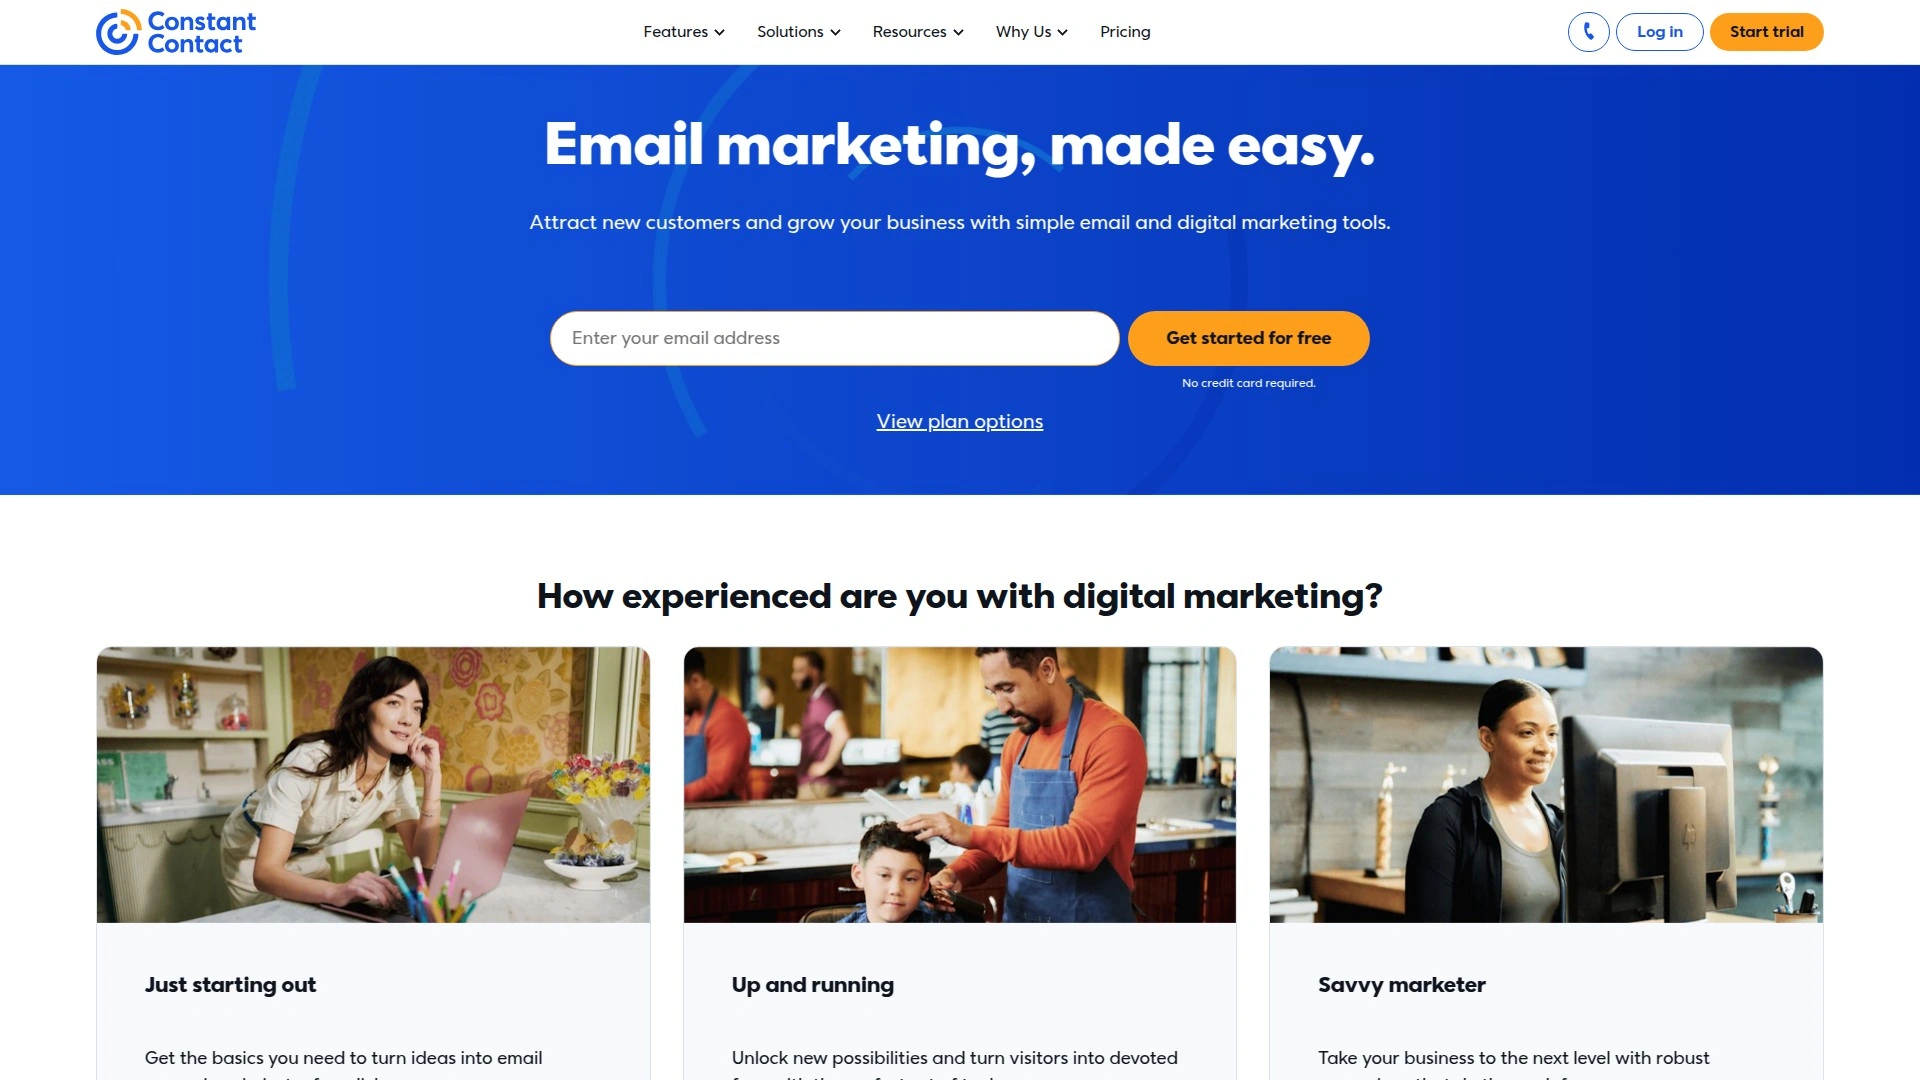 Constant
Contact
Features
Solutions
Resources
Why Us
Pricing
Log in
Start trial
Email marketing, made easy.
Attract new customers and grow your business with simple email and digital marketing tools.
Enter your email address
Get started for free
No credit card required.
View plan options
How experienced are you with digital marketing?
Just starting out
Get the basics you need to turn ideas into email
Up and running
Unlock new possibilities and turn visitors into devoted
Savvy marketer
Take your business to the next level with robust